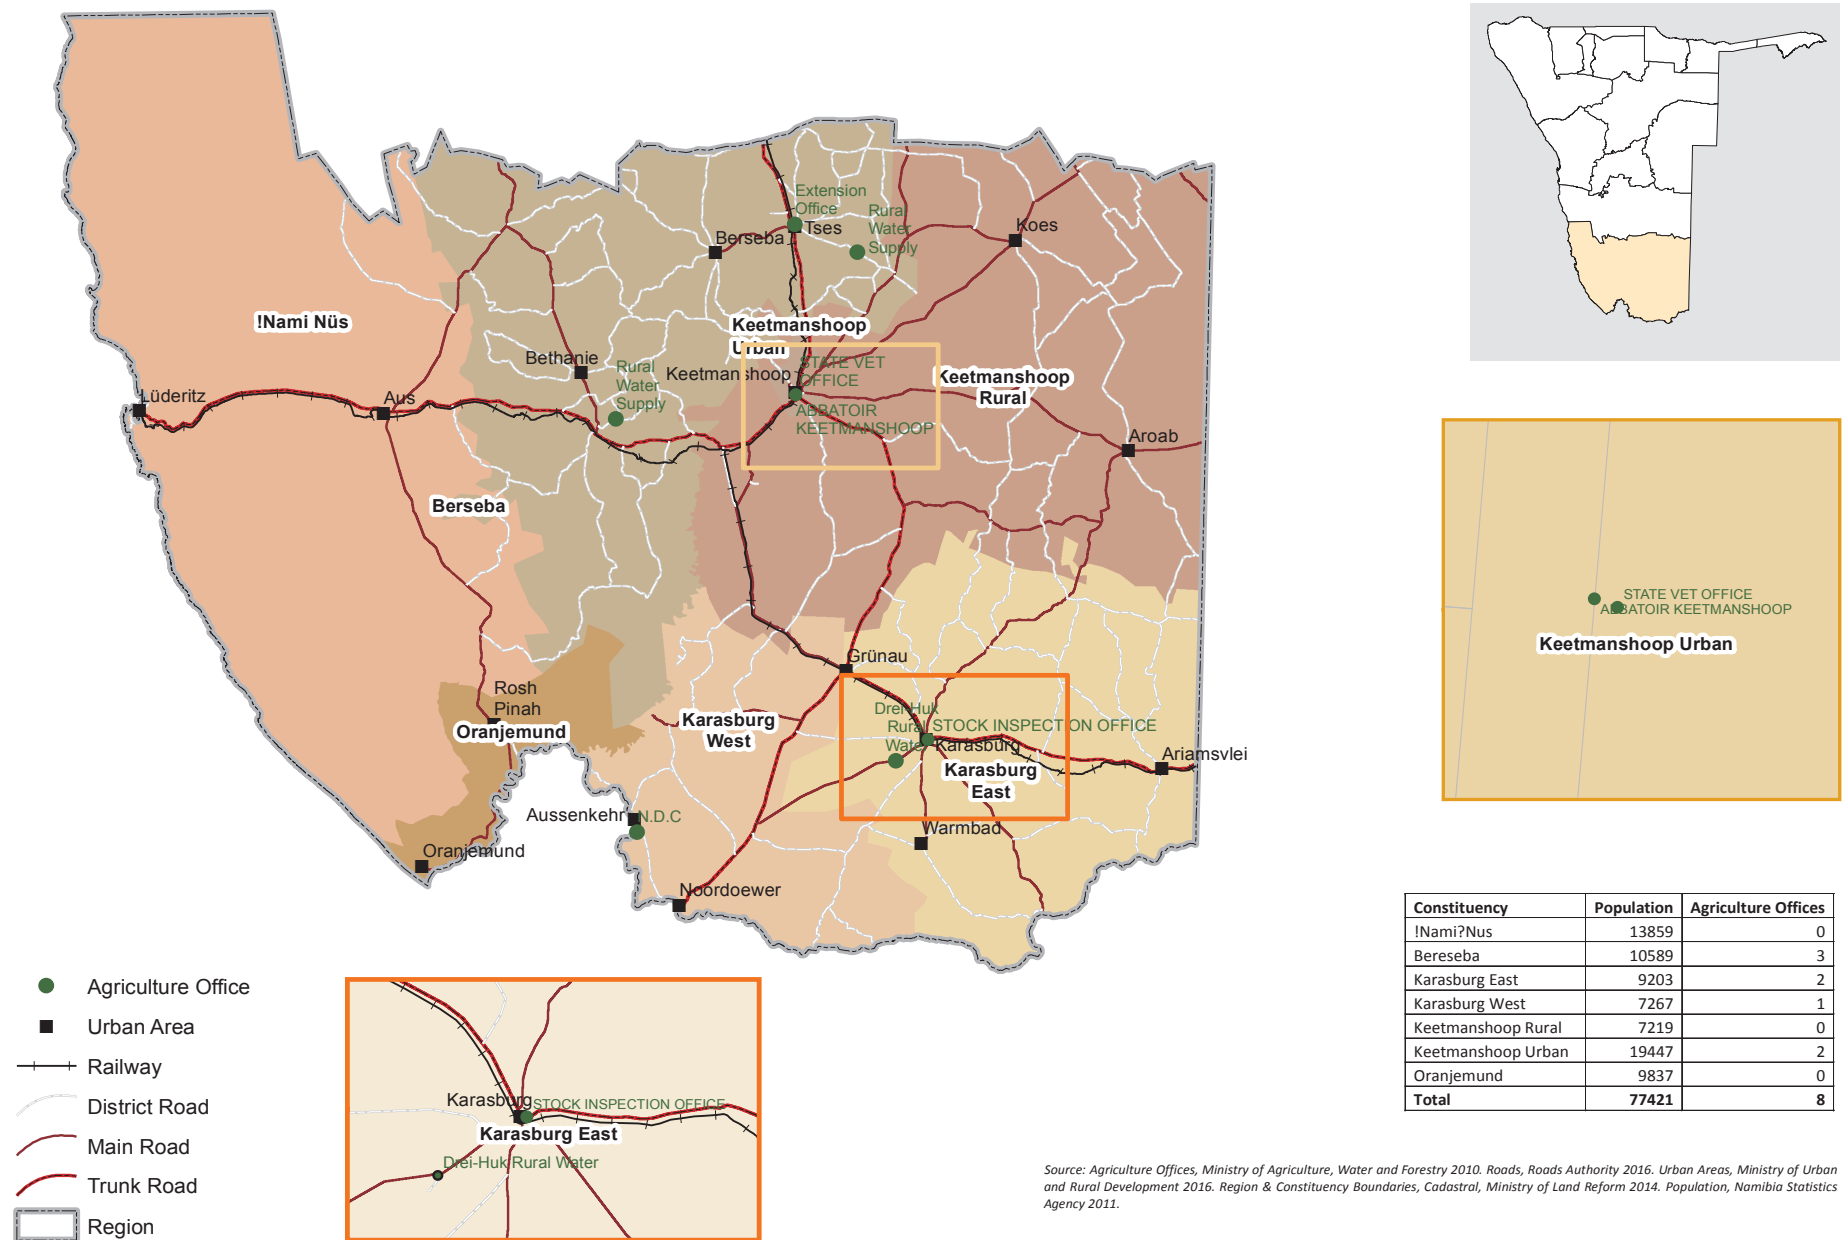 Extension
Office
Tses
Rural
Water
Supply
Berseba
Koes
!Nami Nüs
Keetmanshoop
Urban
Bethanie
Rural
Water
Supply
Keetmanshoop
STATE VET
OFFICE
Keetmanshoop
Rural
Lüderitz
Aus
ABBATOIR
KEETMANSHOOP
Aroab
Berseba
Grünau
Rosh
Pinah
Oranjemund
Karasburg
West
Drei-Huk
Rural
Water
STOCK INSPECTION OFFICE
Karasburg
Ariamsvlei
Karasburg
East
Aussenkehr
N.D.C
Warmbad
Oranjemund
Noordoewer
STATE VET OFFICE
ABBATOIR KEETMANSHOOP
Keetmanshoop Urban
Constituency Population Agriculture Offices
!Nami?Nus 13859 0
Bereseba 10589 3
Karasburg East 9203 2
Karasburg West 7267 1
Keetmanshoop Rural 7219 0
Keetmanshoop Urban 19447 2
Oranjemund 9837 0
Total 77421 8
Agriculture Office
Urban Area
Railway
District Road
Main Road
Trunk Road
Region
Karasburg
STOCK INSPECTION OFFICE
Karasburg East
Drei-Huk Rural Water
Source: Agriculture Offices, Ministry of Agriculture, Water and Forestry 2010. Roads, Roads Authority 2016. Urban Areas, Ministry of Urban
and Rural Development 2016. Region & Constituency Boundaries, Cadastral, Ministry of Land Reform 2014. Population, Namibia Statistics
Agency 2011.